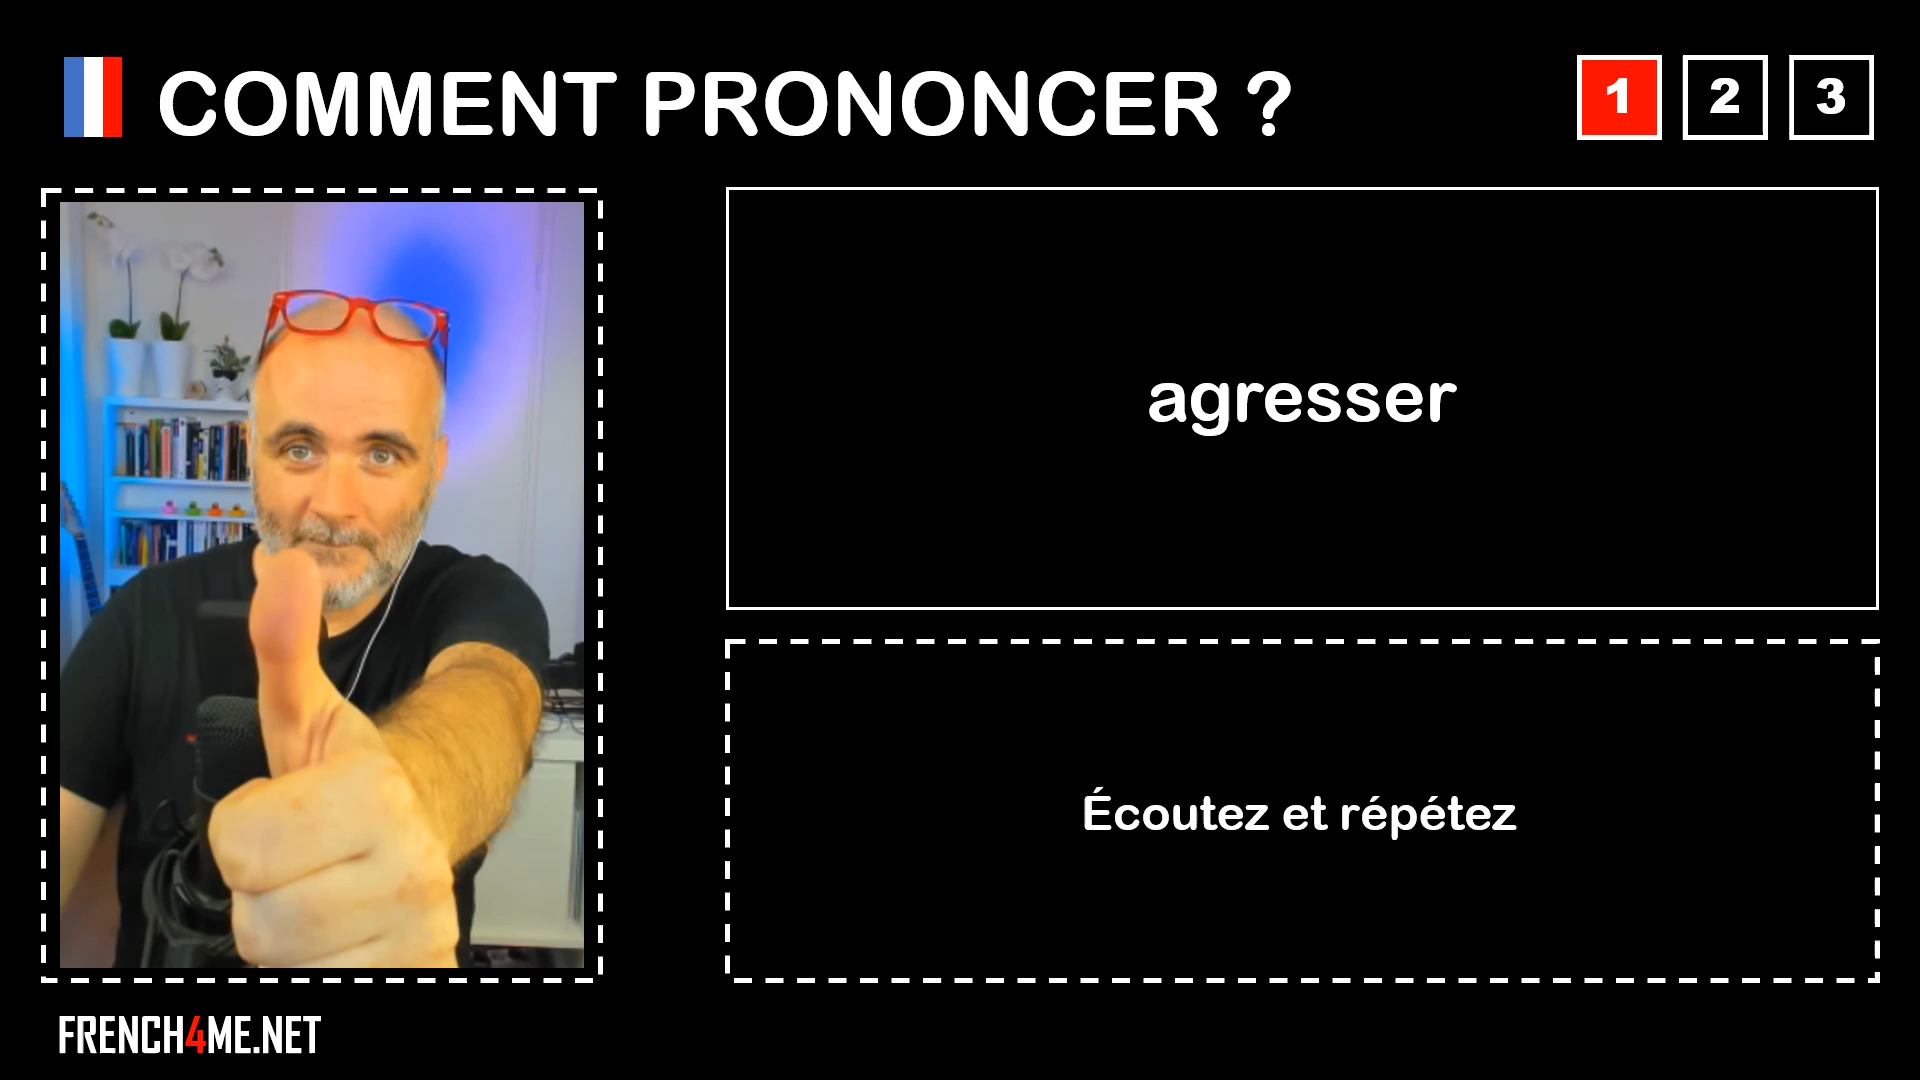 COMMENT PRONONCER ?
1 2 3
agresser
Écoutez et répétez
FRENCH4ME.NET